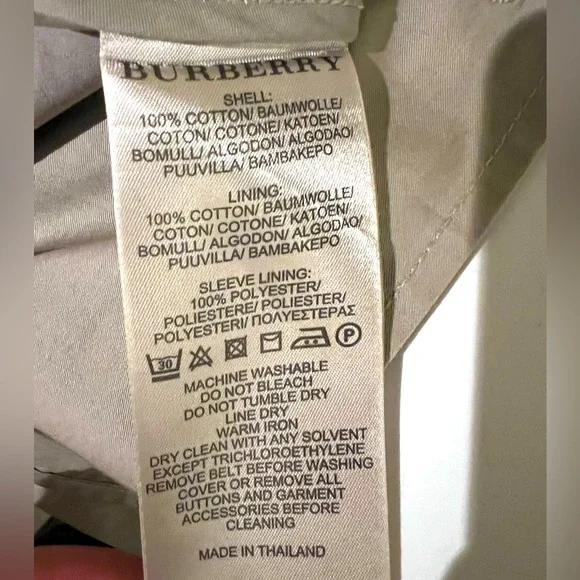 BURBERRY
SHELL:
100% COTTON/ BAUMWOLLE/
COTON/ COTONE/ KATOEN/
BOMULL/ ALGODON/ ALGODAO/
PUUVILLA/ ΒΑΜΒΑΚΕΡΟ
LINING:
100% COTTON/ BAUMWOLLE/
COTON/ COTONE/ KATOEN/
BOMULL/ ALGODON/ ALGODAO/
PUUVILLA/ ΒΑΜΒΑΚΕΡΟ
SLEEVE LINING:
100% POLYESTER/
POLIESTERE/ POLIESTER/
POLYESTERI/ ΠΟΛΥΕΣΤΕΡΑΣ
30 P
MACHINE WASHABLE
DO NOT BLEACH
DO NOT TUMBLE DRY
LINE DRY
WARM IRON
DRY CLEAN WITH ANY SOLVENT
EXCEPT TRICHLOROETHYLENE
REMOVE BELT BEFORE WASHING
COVER OR REMOVE ALL
BUTTONS AND GARMENT
ACCESSORIES BEFORE
CLEANING
MADE IN THAILAND